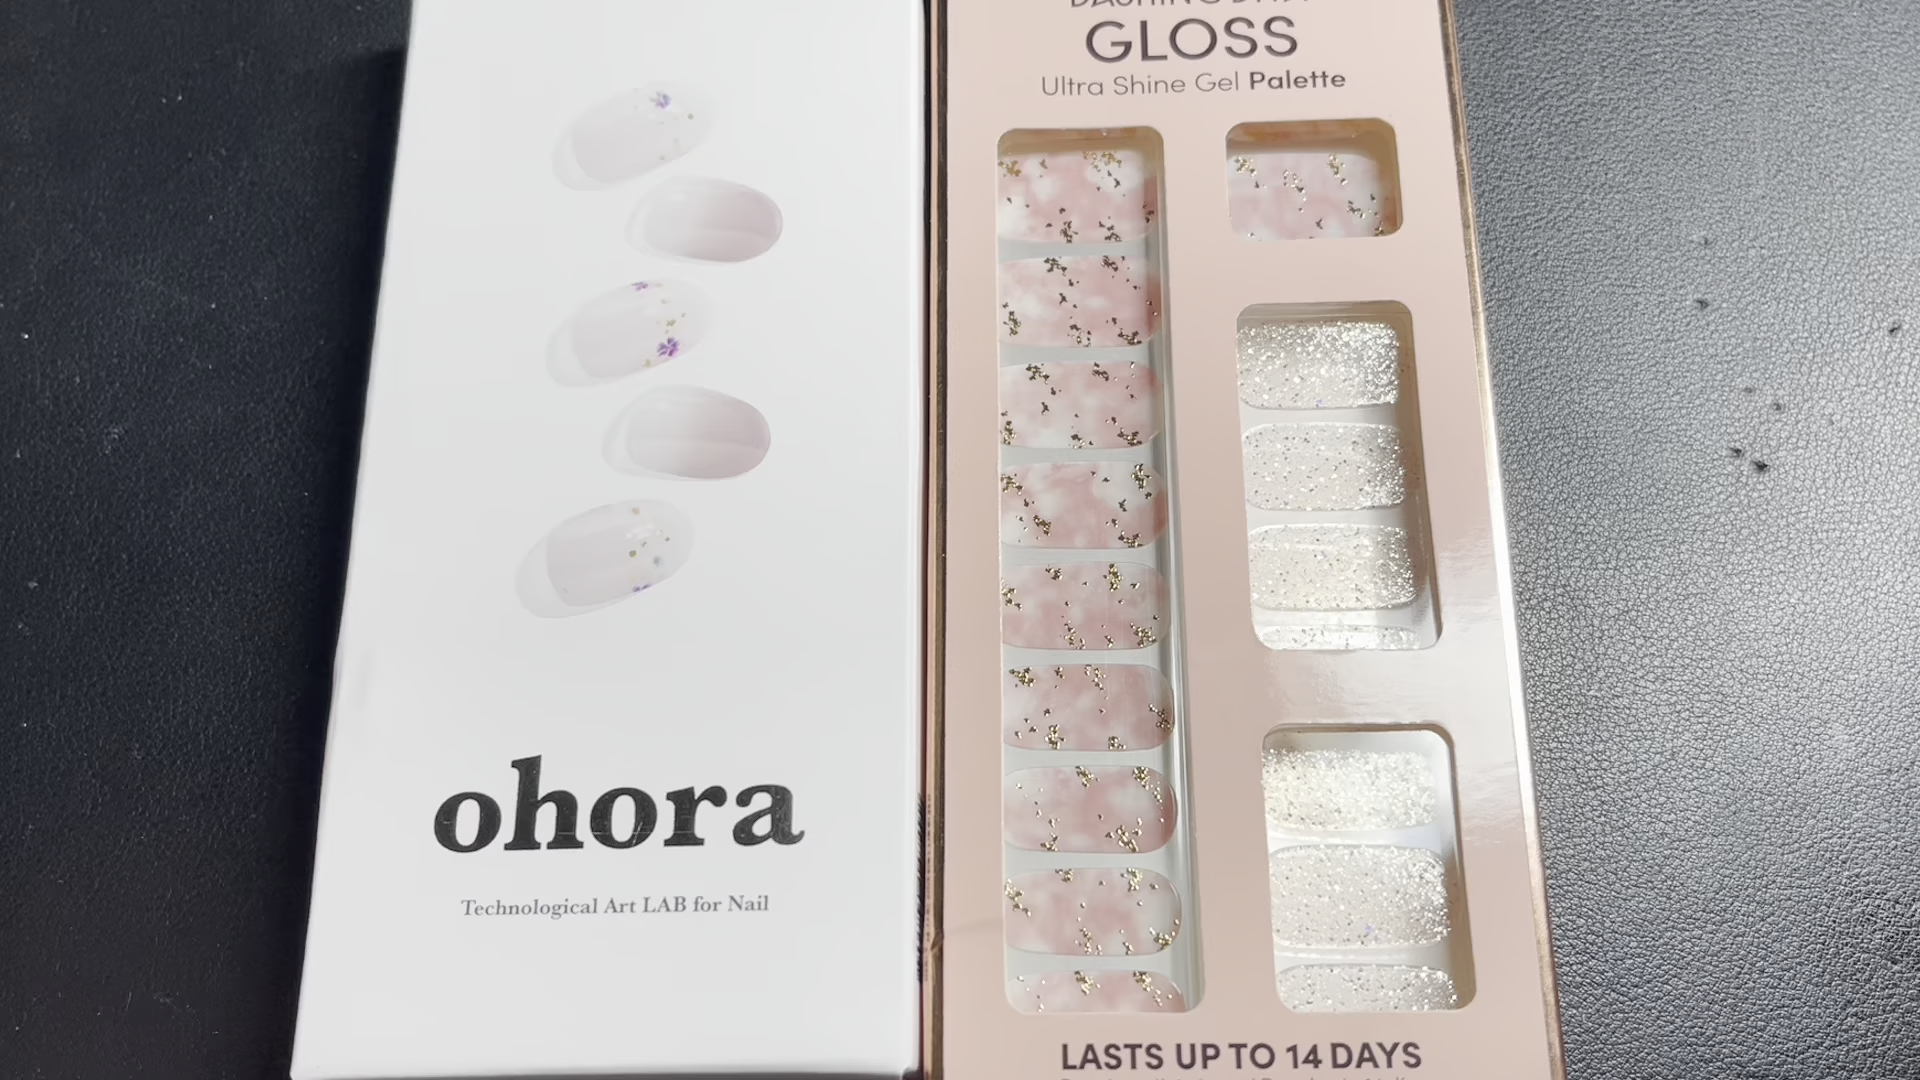 ohora
Technological Art LAB for Nail
GLOSS
Ultra Shine Gel Palette
LASTS UP TO 14 DAYS